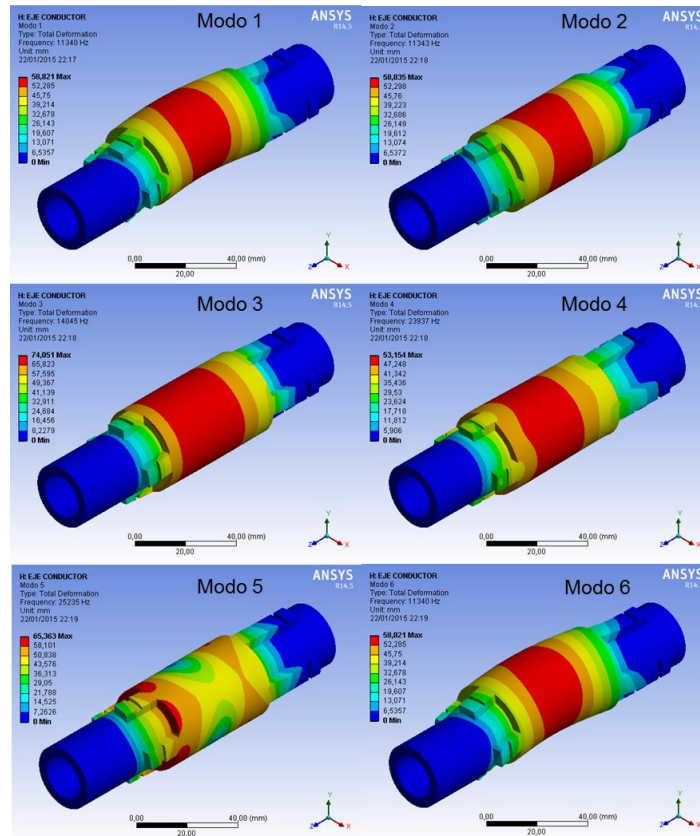 H: EJE CONDUCTOR
Modo 1
Type: Total Deformation
Frequency: 11340 Hz
Unit: mm
22/01/2015 22:17
Modo 1
ANSYS
R14.5
58,821 Max
52,285
45,75
39,214
32,678
26,143
19,607
13,071
6,5357
0 Min
0,00
40,00 (mm)
20,00
Y
Z
X
H: EJE CONDUCTOR
Modo 2
Type: Total Deformation
Frequency: 11343 Hz
Unit: mm
22/01/2015 22:18
Modo 2
ANSYS
R14.
58,835 Max
52,298
45,76
39,223
32,686
26,149
19,612
13,074
6,5372
0 Min
0,00
40,00 (mm)
20,00
Y
Z
X
H: EJE CONDUCTOR
Modo 3
Type: Total Deformation
Frequency: 14045 Hz
Unit: mm
22/01/2015 22:18
Modo 3
ANSYS
R14.5
74,051 Max
65,823
57,595
49,367
41,139
32,911
24,684
16,456
8,2279
0 Min
0,00
40,00 (mm)
20,00
Y
Z
X
H: EJE CONDUCTOR
Modo 4
Type: Total Deformation
Frequency: 23937 Hz
Unit: mm
22/01/2015 22:18
Modo 4
ANSYS
R14.
53,154 Max
47,248
41,342
35,436
29,53
23,624
17,718
11,812
5,906
0 Min
0,00
40,00 (mm)
20,00
Y
Z
X
H: EJE CONDUCTOR
Modo 5
Type: Total Deformation
Frequency: 25235 Hz
Unit: mm
22/01/2015 22:19
Modo 5
ANSYS
R14.5
65,363 Max
58,101
50,838
43,576
36,313
29,05
21,788
14,525
7,2626
0 Min
0,00
40,00 (mm)
20,00
Y
Z
X
H: EJE CONDUCTOR
Modo 6
Type: Total Deformation
Frequency: 11340 Hz
Unit: mm
22/01/2015 22:19
Modo 6
ANSYS
R14.
58,821 Max
52,285
45,75
39,214
32,678
26,143
19,607
13,071
6,5357
0 Min
0,00
40,00 (mm)
20,00
Y
Z
X